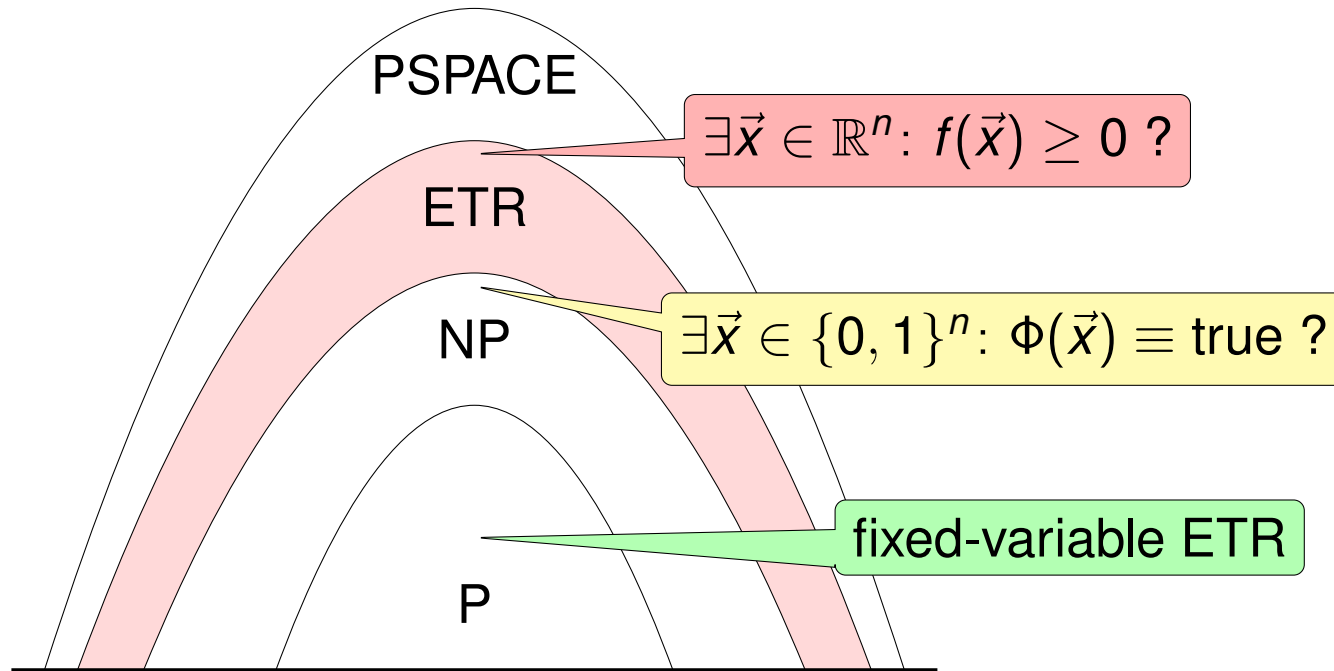 PSPACE
∃x⃗ ∈ ℝⁿ: f(x⃗) ≥ 0 ?
ETR
NP
∃x⃗ ∈ {0, 1}ⁿ: Φ(x⃗) ≡ true ?
fixed-variable ETR
P